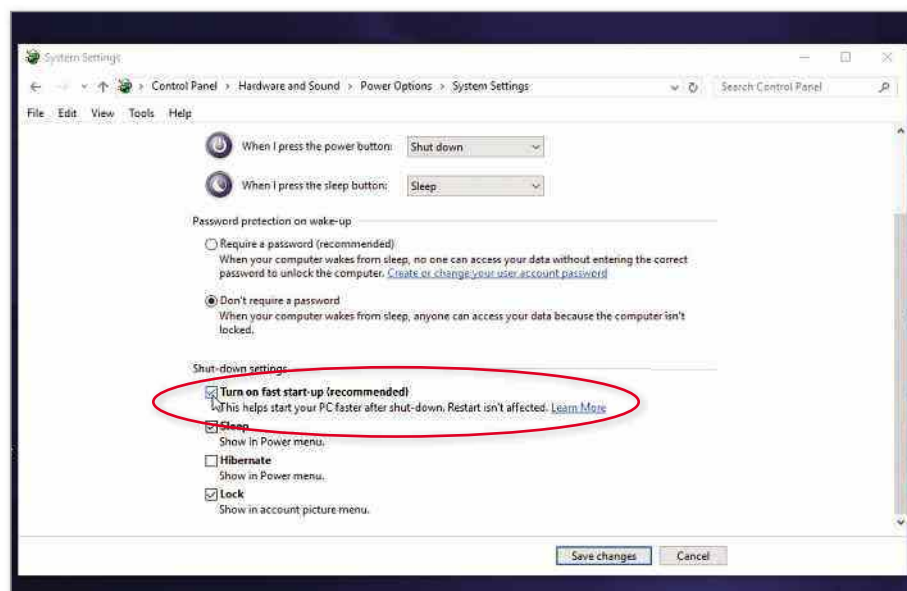 System Settings
Control Panel > Hardware and Sound > Power Options > System Settings
Search Control Panel
File Edit View Tools Help
When I press the power button: Shut down
When I press the sleep button: Sleep
Password protection on wake-up
Require a password (recommended)
When your computer wakes from sleep, no one can access your data without entering the correct
password to unlock the computer. Create or change your user account password
Don't require a password
When your computer wakes from sleep, anyone can access your data because the computer isn't
locked.
Shut-down settings
Turn on fast start-up (recommended)
This helps start your PC faster after shut-down. Restart isn't affected. Learn More
Sleep
Show in Power menu.
Hibernate
Show in Power menu.
Lock
Show in account picture menu.
Save changes Cancel